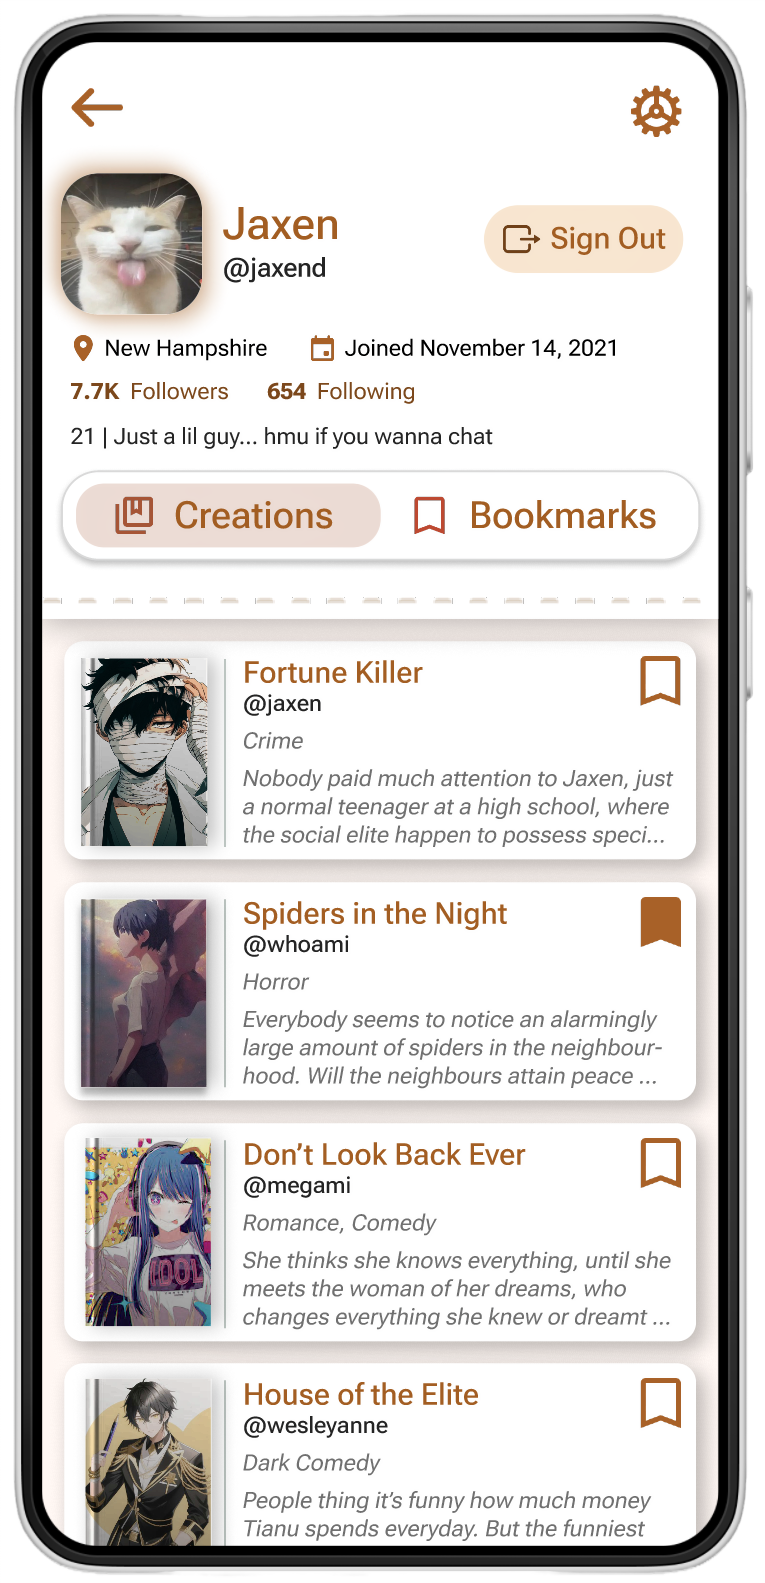 Jaxen
@jaxend
Sign Out
New Hampshire
Joined November 14, 2021
7.7K Followers
654 Following
21 | Just a lil guy... hmu if you wanna chat
Creations
Bookmarks
Fortune Killer
@jaxen
Crime
Nobody paid much attention to Jaxen, just
a normal teenager at a high school, where
the social elite happen to possess speci...
Spiders in the Night
@whoami
Horror
Everybody seems to notice an alarmingly
large amount of spiders in the neighbour-
hood. Will the neighbours attain peace ...
Don’t Look Back Ever
@megami
Romance, Comedy
She thinks she knows everything, until she
meets the woman of her dreams, who
changes everything she knew or dreamt ...
IDOL
House of the Elite
@wesleyanne
Dark Comedy
People thing it’s funny how much money
Tianu spends everyday. But the funniest